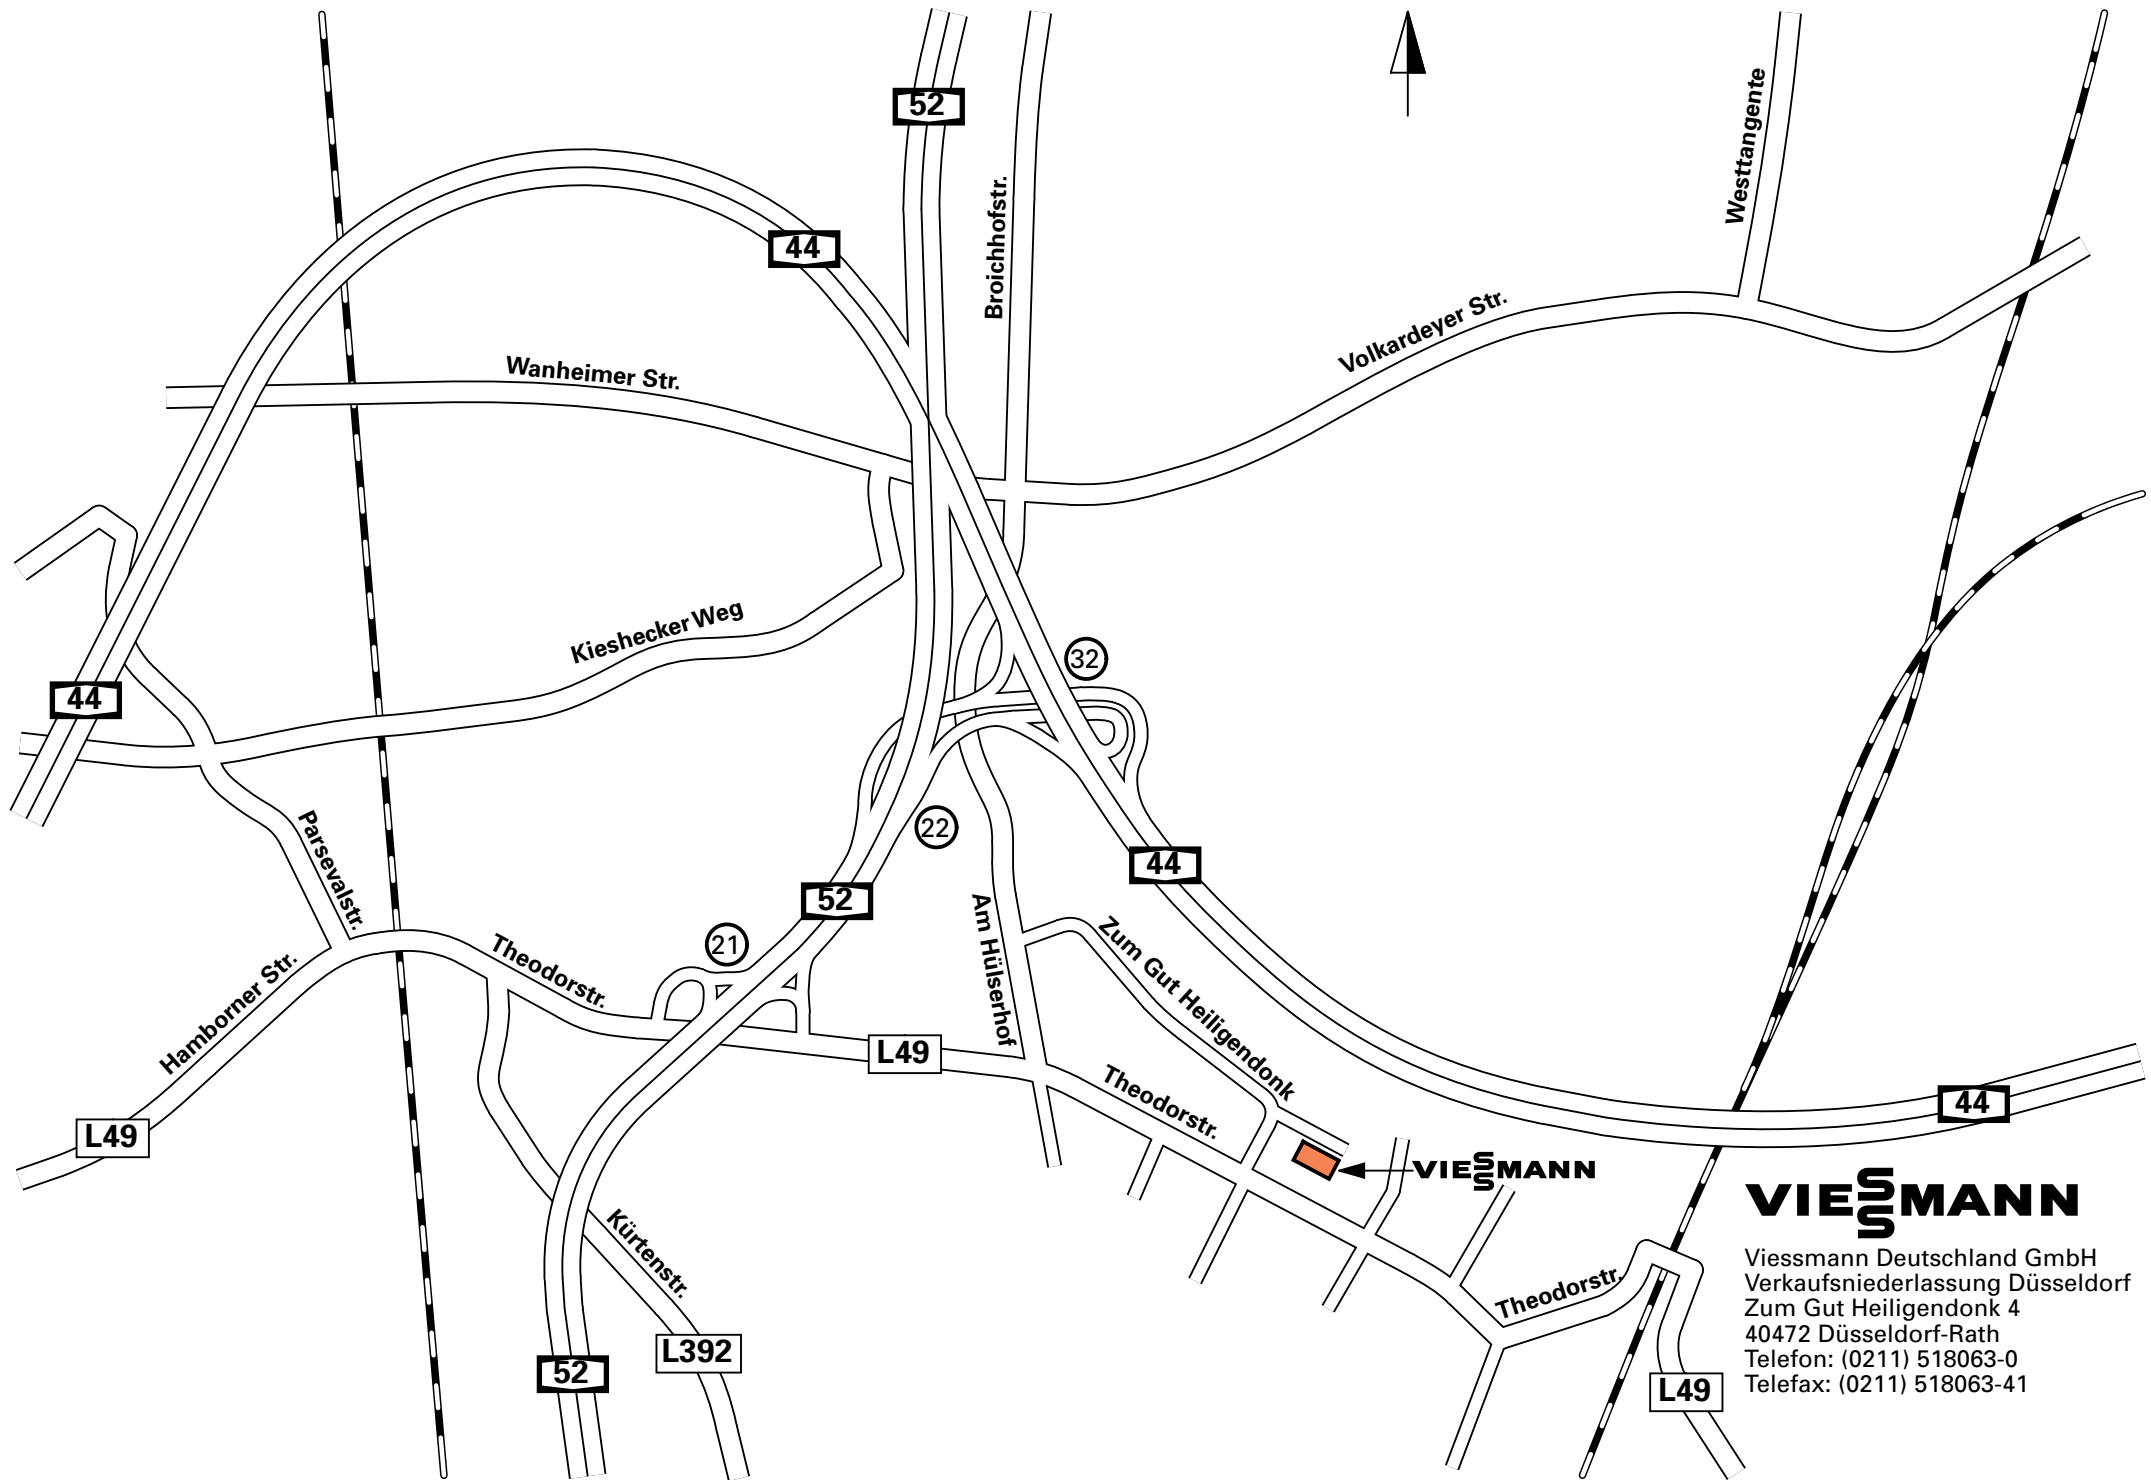 52
Westtangente
44
Broichhofstr.
Volkardeyer Str.
Wanheimer Str.
Kieshecker Weg
32
44
22
Parsevalstr.
44
52
Am Hülserhof
Zum Gut Heiligendonk
21
Theodorstr.
Hamborner Str.
L49
Theodorstr.
44
L49
VIESSMANN
Kürtenstr.
Theodorstr.
L392
52
L49
VIESSMANN
Viessmann Deutschland GmbH
Verkaufsniederlassung Düsseldorf
Zum Gut Heiligendonk 4
40472 Düsseldorf-Rath
Telefon: (0211) 518063-0
Telefax: (0211) 518063-41